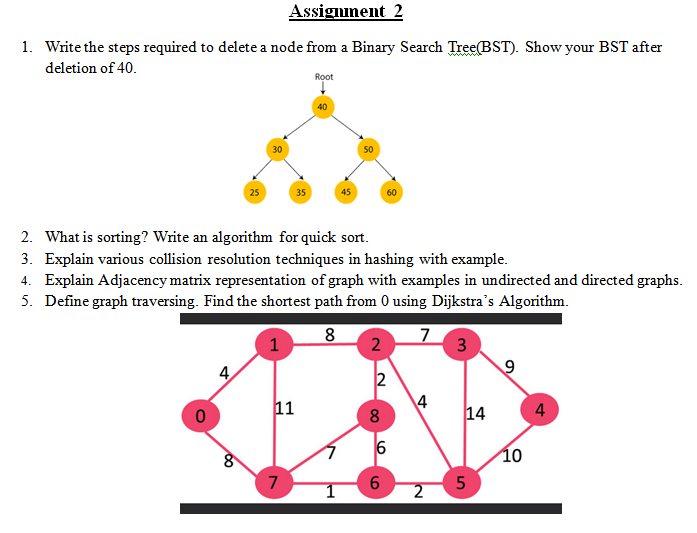 Assignment 2
1. Write the steps required to delete a node from a Binary Search Tree(BST). Show your BST after
deletion of 40.
Root
40
30 50
25 35 45 60
2. What is sorting? Write an algorithm for quick sort.
3. Explain various collision resolution techniques in hashing with example.
4. Explain Adjacency matrix representation of graph with examples in undirected and directed graphs.
5. Define graph traversing. Find the shortest path from 0 using Dijkstra's Algorithm.
8 7
1 2 3
4 2 9
0 11 8 4 14 4
8 7 6 10
7 6 5
1 2